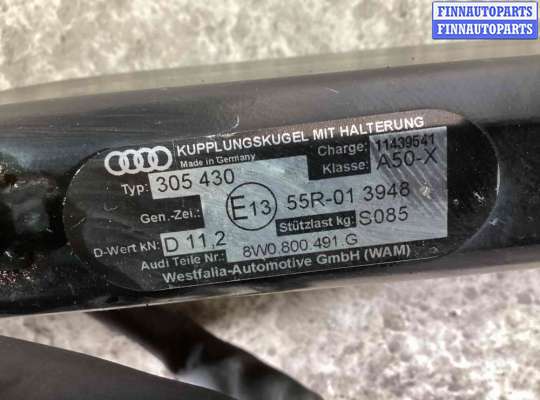 FINNAUTOPARTS
FINNAUTOPARTS
KUPPLUNGSKUGEL MIT HALTERUNG
Made in Germany
Charge: 11439541
Klasse: A50-X
Typ: 305 430
Gen.-Zei.: E13 55R-01 3948
Stützlast kg: S085
D-Wert kN: D 11,2
Audi Teile Nr.: 8W0.800.491.G
Westfalia-Automotive GmbH (WAM)